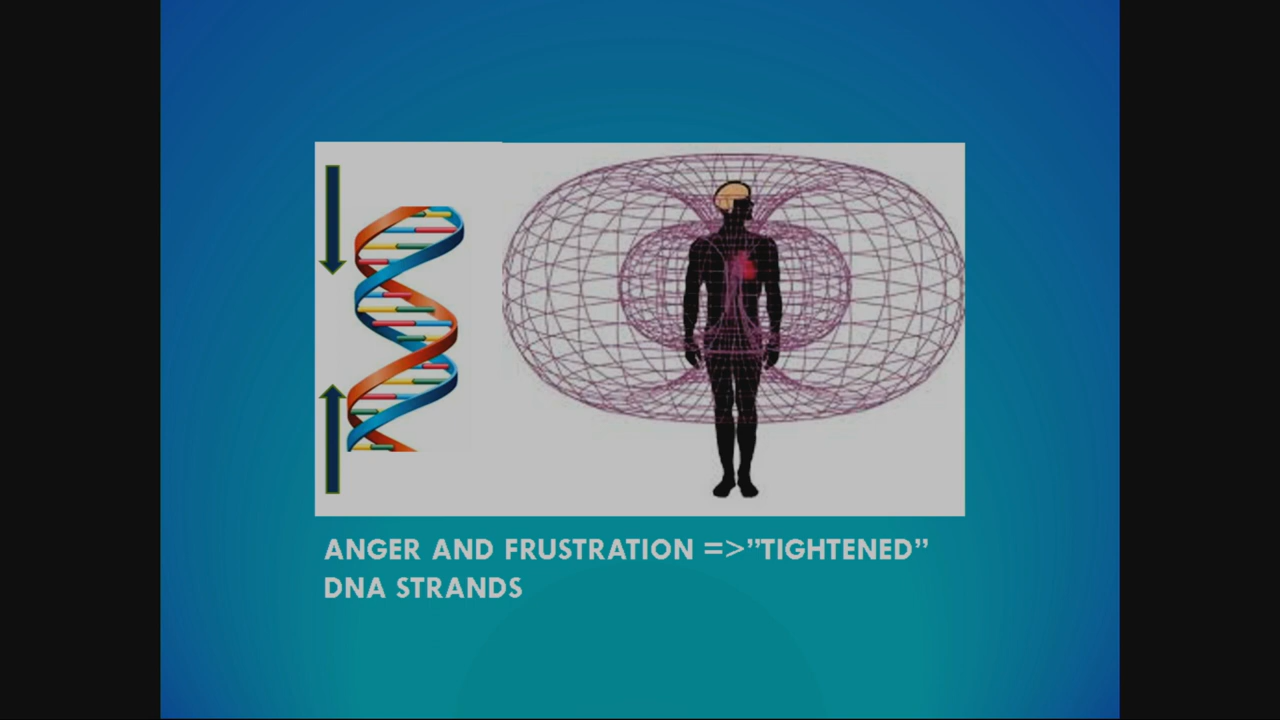 ANGER AND FRUSTRATION =>”TIGHTENED”
DNA STRANDS